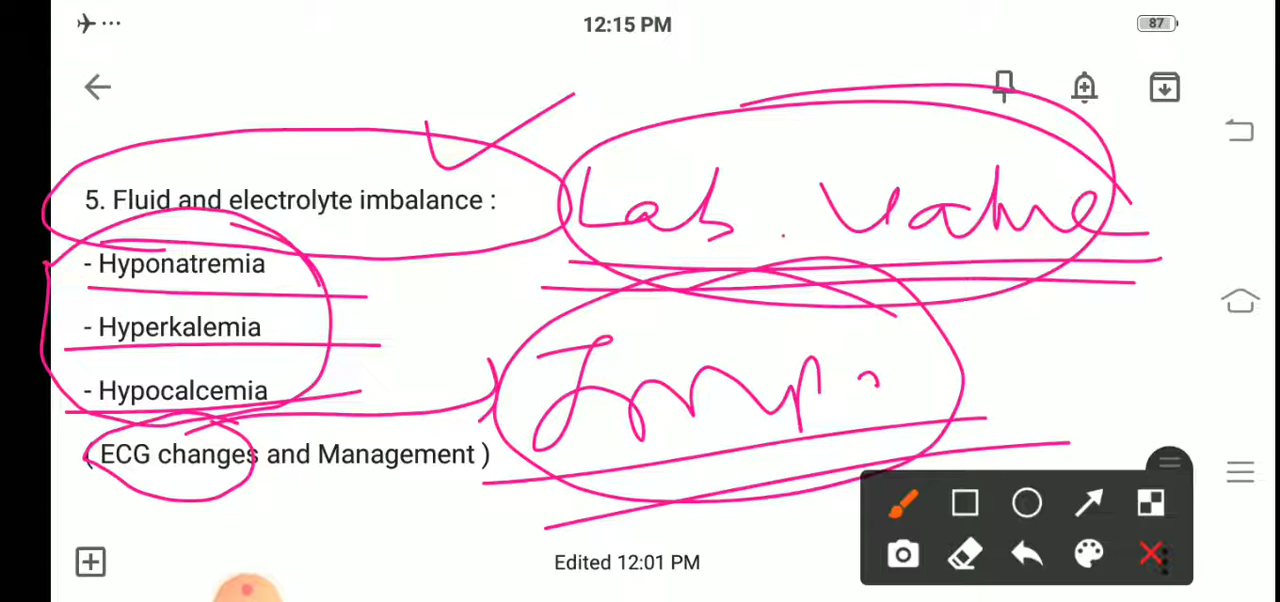 12:15 PM
87
5. Fluid and electrolyte imbalance :
Lab. Value
- Hyponatremia
- Hyperkalemia
Imp.
- Hypocalcemia
( ECG changes and Management )
Edited 12:01 PM